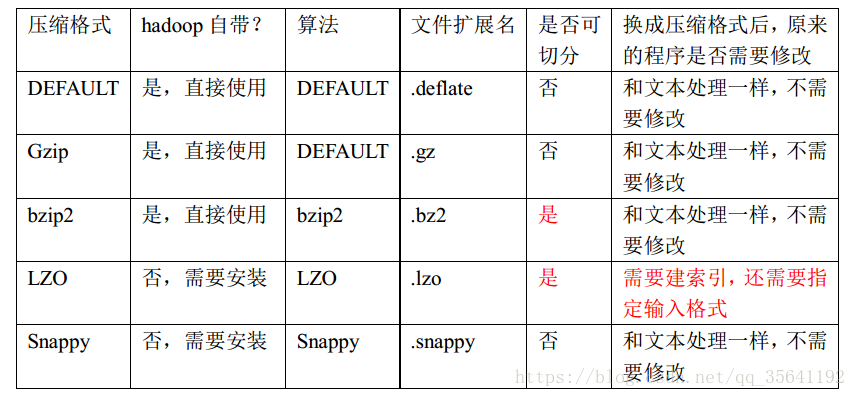 压缩格式 hadoop 自带？ 算法 文件扩展名 是否可切分 换成压缩格式后，原来的程序是否需要修改
DEFAULT 是，直接使用 DEFAULT .deflate 否 和文本处理一样，不需要修改
Gzip 是，直接使用 DEFAULT .gz 否 和文本处理一样，不需要修改
bzip2 是，直接使用 bzip2 .bz2 是 和文本处理一样，不需要修改
LZO 否，需要安装 LZO .lzo 是 需要建索引，还需要指定输入格式
Snappy 否，需要安装 Snappy .snappy 否 和文本处理一样，不需要修改
https://blog.csdn.net/qq_35641192